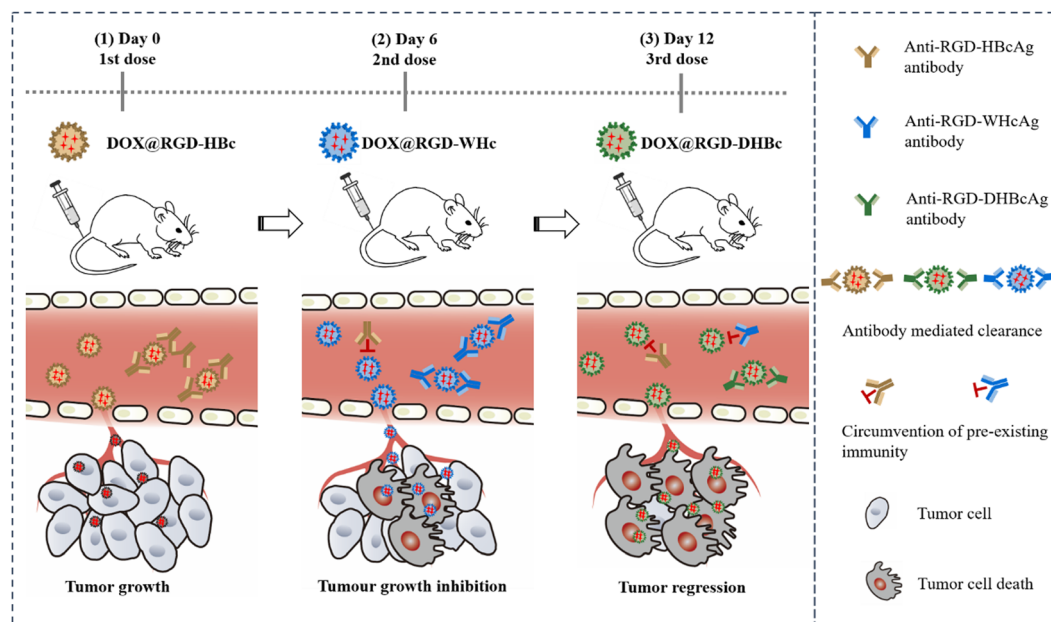 (1) Day 0
1st dose
(2) Day 6
2nd dose
(3) Day 12
3rd dose
DOX@RGD-HBc
DOX@RGD-WHc
DOX@RGD-DHBc
Tumor growth
Tumour growth inhibition
Tumor regression
Anti-RGD-HBcAg
antibody
Anti-RGD-WHcAg
antibody
Anti-RGD-DHBcAg
antibody
Antibody mediated clearance
Circumvention of pre-existing
immunity
Tumor cell
Tumor cell death